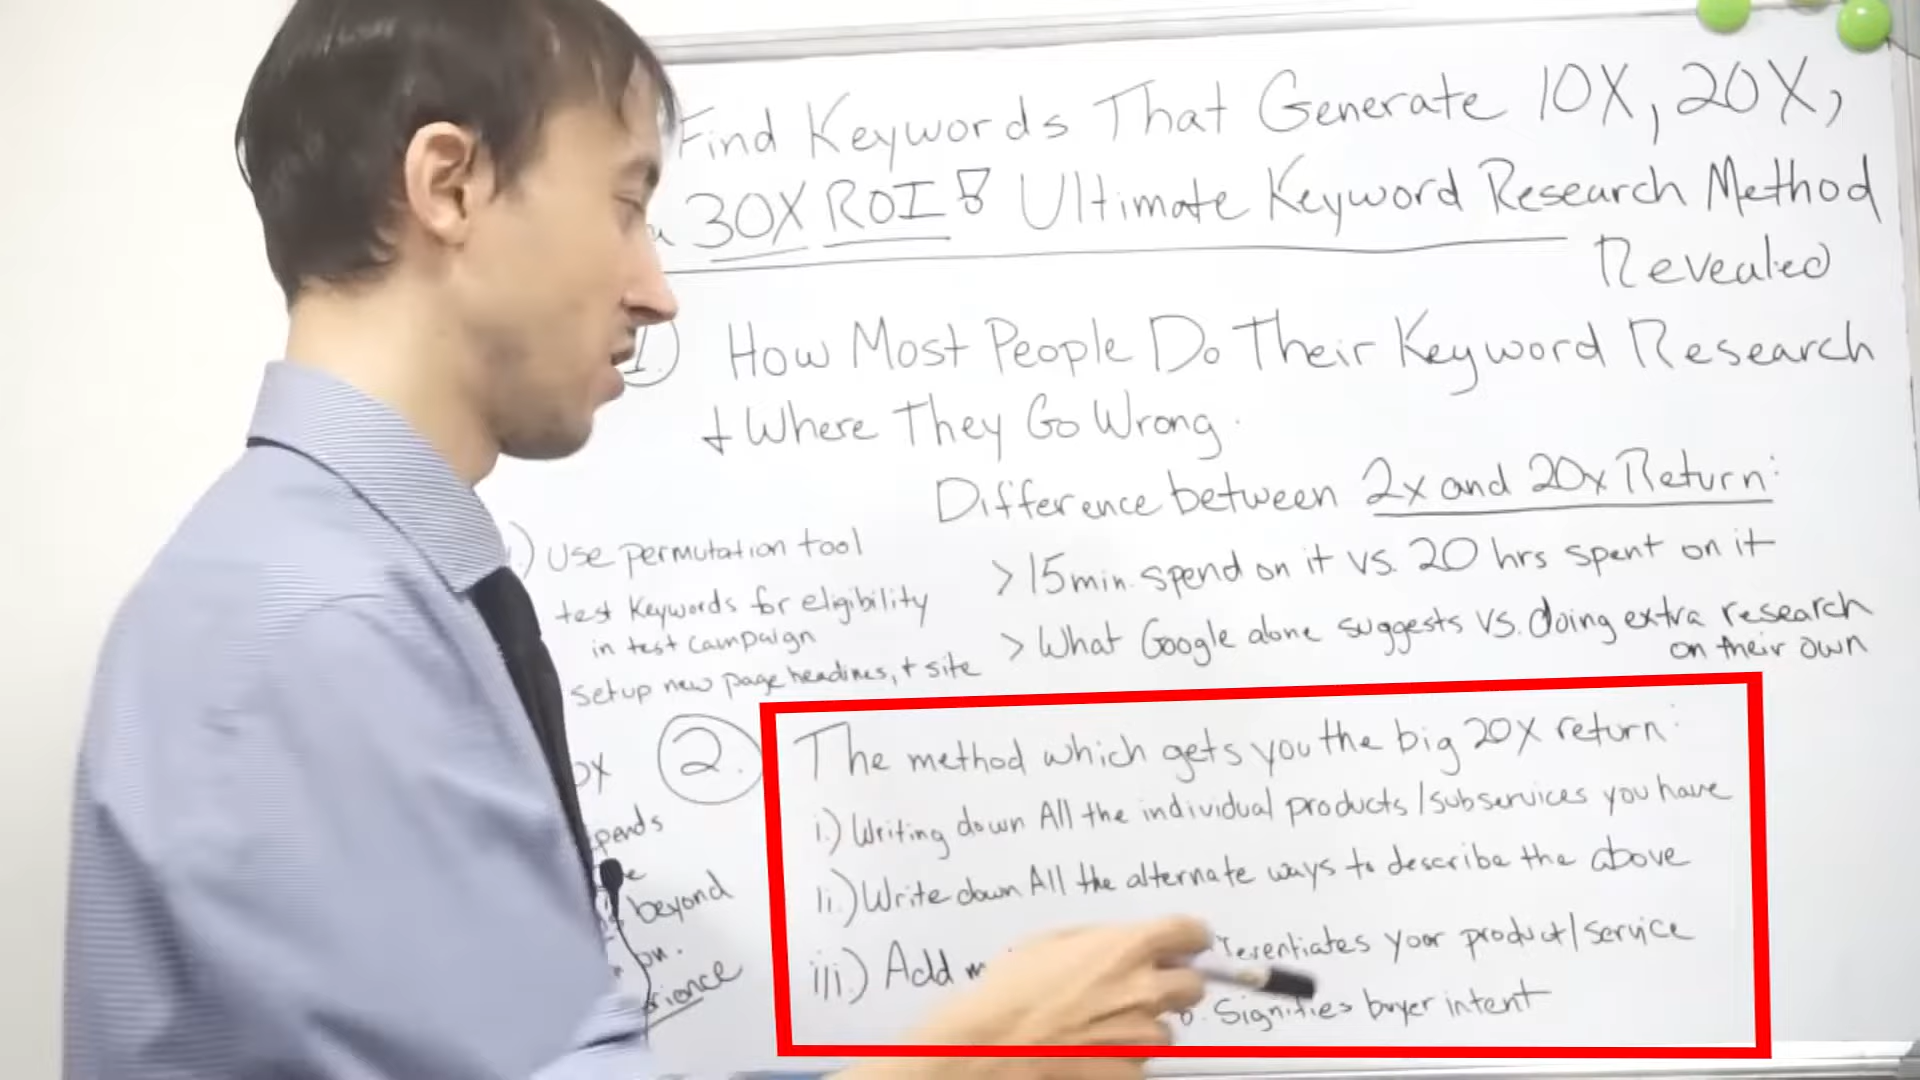 Find Keywords That Generate 10X, 20X,
30X ROI! Ultimate Keyword Research Method
Revealed
1. How Most People Do Their Keyword Research
+ Where They Go Wrong.
Difference between 2x and 20x Return:
> 15 min. spend on it vs. 20 hrs spent on it
> What Google alone suggests vs. doing extra research
on their own
) Use permutation tool
test keywords for eligibility
in test campaign
setup new page headlines, + site
beyond
2. The method which gets you the big 20X return:
i.) Writing down All the individual products/subservices you have
ii.) Write down All the alternate ways to describe the above
iii.) Add
your product/service
Signifies buyer intent